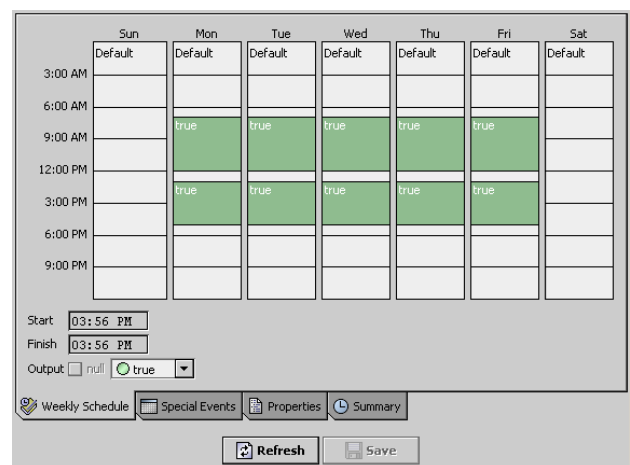 Sun Mon Tue Wed Thu Fri Sat
Default Default Default Default Default Default Default
3:00 AM
6:00 AM
true true true true true
9:00 AM
12:00 PM
true true true true true
3:00 PM
6:00 PM
9:00 PM
Start 03:56 PM
Finish 03:56 PM
Output null true
Weekly Schedule Special Events Properties Summary
Refresh Save